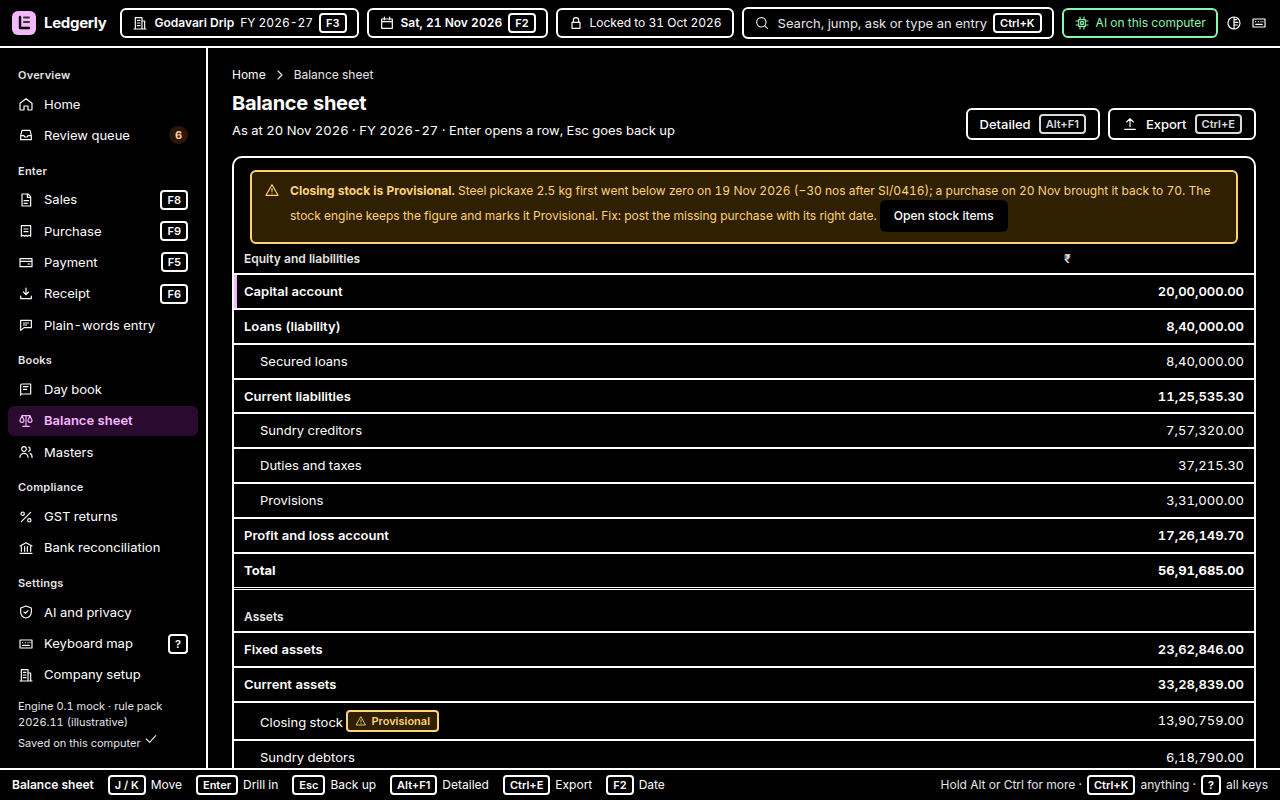 Ledgerly
Godavari Drip FY 2026-27 F3
Sat, 21 Nov 2026 F2
Locked to 31 Oct 2026
Search, jump, ask or type an entry Ctrl+K
AI on this computer
Overview
Home
Review queue 6
Enter
Sales F8
Purchase F9
Payment F5
Receipt F6
Plain-words entry
Books
Day book
Balance sheet
Masters
Compliance
GST returns
Bank reconciliation
Settings
AI and privacy
Keyboard map ?
Company setup
Engine 0.1 mock · rule pack
2026.11 (illustrative)
Saved on this computer
Home > Balance sheet
Balance sheet
As at 20 Nov 2026 · FY 2026-27 · Enter opens a row, Esc goes back up
Detailed Alt+F1
Export Ctrl+E
Closing stock is Provisional. Steel pickaxe 2.5 kg first went below zero on 19 Nov 2026 (−30 nos after SI/0416); a purchase on 20 Nov brought it back to 70. The
stock engine keeps the figure and marks it Provisional. Fix: post the missing purchase with its right date. Open stock items
Equity and liabilities ₹
Capital account 20,00,000.00
Loans (liability) 8,40,000.00
Secured loans 8,40,000.00
Current liabilities 11,25,535.30
Sundry creditors 7,57,320.00
Duties and taxes 37,215.30
Provisions 3,31,000.00
Profit and loss account 17,26,149.70
Total 56,91,685.00
Assets
Fixed assets 23,62,846.00
Current assets 33,28,839.00
Closing stock Provisional 13,90,759.00
Sundry debtors 6,18,790.00
Balance sheet J / K Move Enter Drill in Esc Back up Alt+F1 Detailed Ctrl+E Export F2 Date
Hold Alt or Ctrl for more · Ctrl+K anything · ? all keys